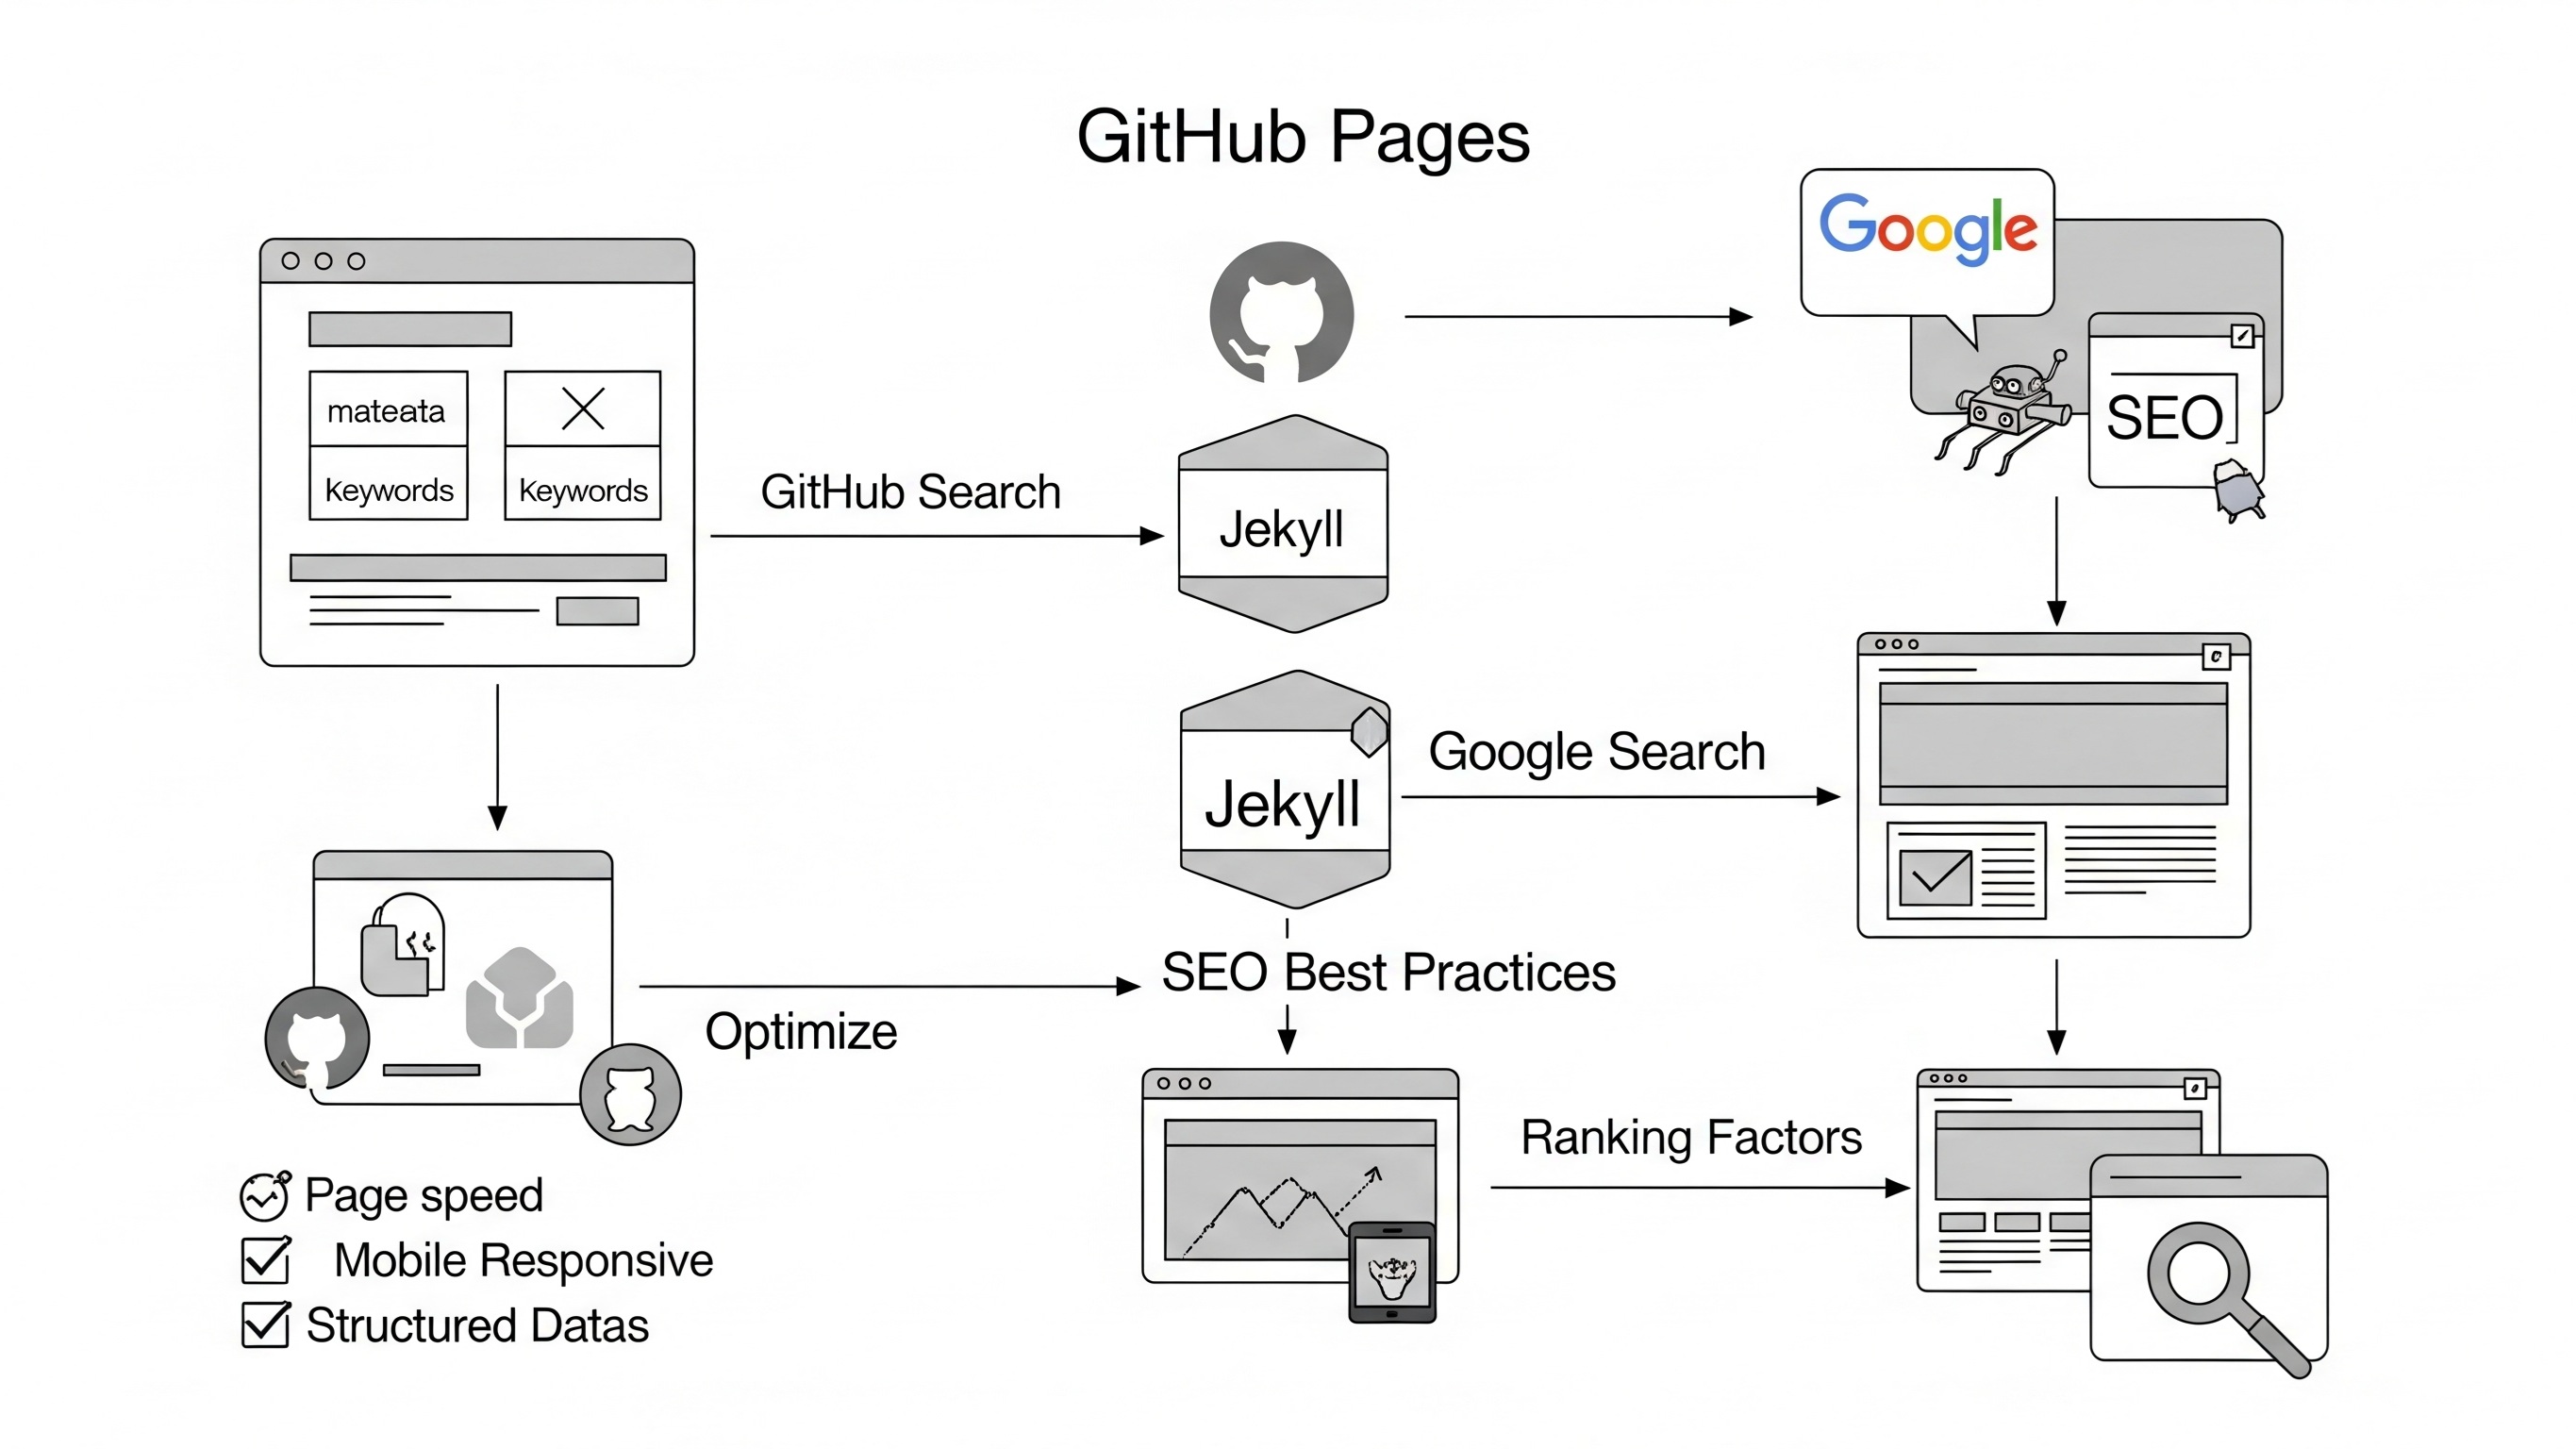 GitHub Pages
Google
SEO
mateata
Keywords
Keywords
GitHub Search
Jekyll
Jekyll
Google Search
SEO Best Practices
Optimize
Ranking Factors
Page speed
Mobile Responsive
Structured Datas